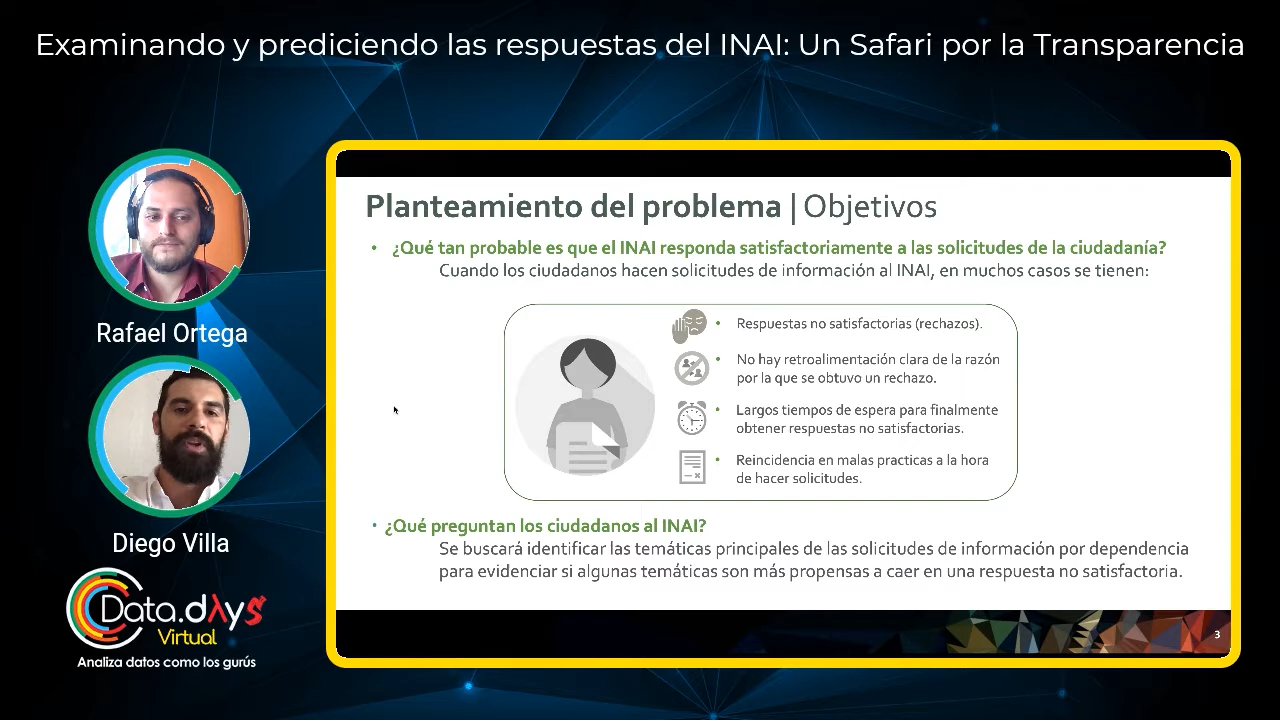 Examinando y prediciendo las respuestas del INAI: Un Safari por la Transparencia
Rafael Ortega
Diego Villa
Data.dλys
Virtual
Analiza datos como los gurús
Planteamiento del problema | Objetivos
• ¿Qué tan probable es que el INAI responda satisfactoriamente a las solicitudes de la ciudadanía?
Cuando los ciudadanos hacen solicitudes de información al INAI, en muchos casos se tienen:
• Respuestas no satisfactorias (rechazos).
• No hay retroalimentación clara de la razón
por la que se obtuvo un rechazo.
• Largos tiempos de espera para finalmente
obtener respuestas no satisfactorias.
• Reincidencia en malas practicas a la hora
de hacer solicitudes.
• ¿Qué preguntan los ciudadanos al INAI?
Se buscará identificar las temáticas principales de las solicitudes de información por dependencia
para evidenciar si algunas temáticas son más propensas a caer en una respuesta no satisfactoria.
3